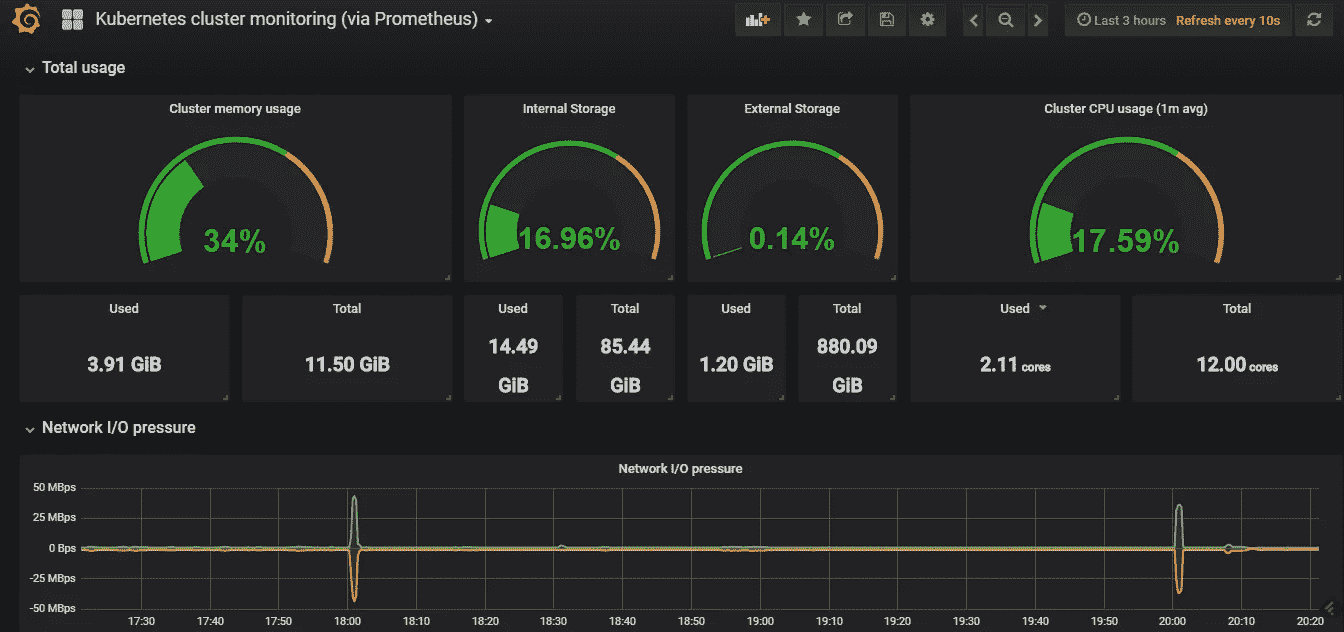 Kubernetes cluster monitoring (via Prometheus)
Last 3 hours Refresh every 10s
Total usage
Cluster memory usage
34%
Internal Storage
16.96%
External Storage
0.14%
Cluster CPU usage (1m avg)
17.59%
Used
3.91 GiB
Total
11.50 GiB
Used
14.49
GiB
Total
85.44
GiB
Used
1.20 GiB
Total
880.09
GiB
Used
2.11 cores
Total
12.00 cores
Network I/O pressure
Network I/O pressure
50 MBps
25 MBps
0 Bps
-25 MBps
-50 MBps
17:30 17:40 17:50 18:00 18:10 18:20 18:30 18:40 18:50 19:00 19:10 19:20 19:30 19:40 19:50 20:00 20:10 20:20